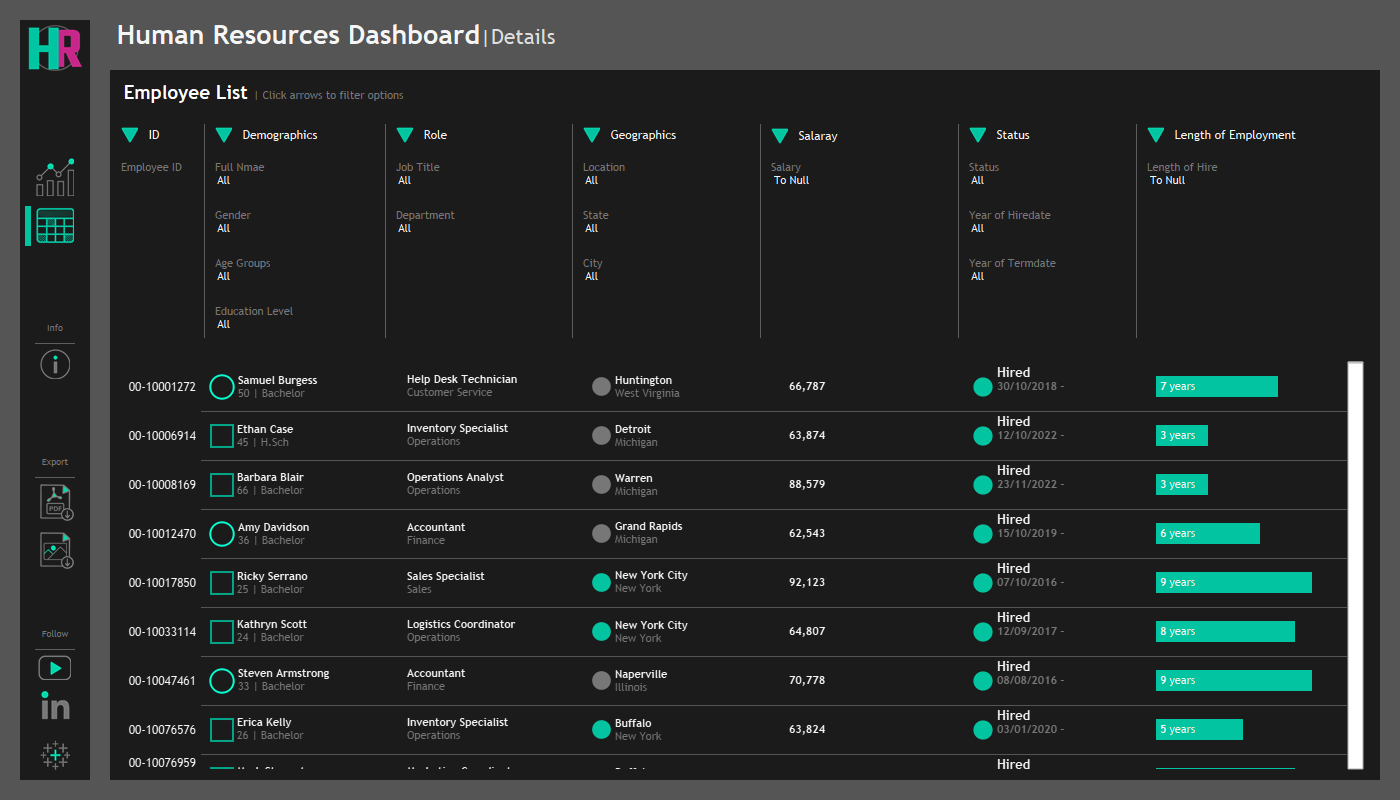 HR
Human Resources Dashboard|Details
Employee List | Click arrows to filter options
ID
Demographics
Role
Geographics
Salaray
Status
Length of Employment
Employee ID
Full Nmae
All
Gender
All
Age Groups
All
Education Level
All
Job Title
All
Department
All
Location
All
State
All
City
All
Salary
To Null
Status
All
Year of Hiredate
All
Year of Termdate
All
Length of Hire
To Null
Info
Export
PDF
Follow
in
00-10001272
Samuel Burgess
50 | Bachelor
Help Desk Technician
Customer Service
Huntington
West Virginia
66,787
Hired
30/10/2018 -
7 years
00-10006914
Ethan Case
45 | H.Sch
Inventory Specialist
Operations
Detroit
Michigan
63,874
Hired
12/10/2022 -
3 years
00-10008169
Barbara Blair
66 | Bachelor
Operations Analyst
Operations
Warren
Michigan
88,579
Hired
23/11/2022 -
3 years
00-10012470
Amy Davidson
36 | Bachelor
Accountant
Finance
Grand Rapids
Michigan
62,543
Hired
15/10/2019 -
6 years
00-10017850
Ricky Serrano
25 | Bachelor
Sales Specialist
Sales
New York City
New York
92,123
Hired
07/10/2016 -
9 years
00-10033114
Kathryn Scott
24 | Bachelor
Logistics Coordinator
Operations
New York City
New York
64,807
Hired
12/09/2017 -
8 years
00-10047461
Steven Armstrong
33 | Bachelor
Accountant
Finance
Naperville
Illinois
70,778
Hired
08/08/2016 -
9 years
00-10076576
Erica Kelly
26 | Bachelor
Inventory Specialist
Operations
Buffalo
New York
63,824
Hired
03/01/2020 -
5 years
00-10076959
Hired